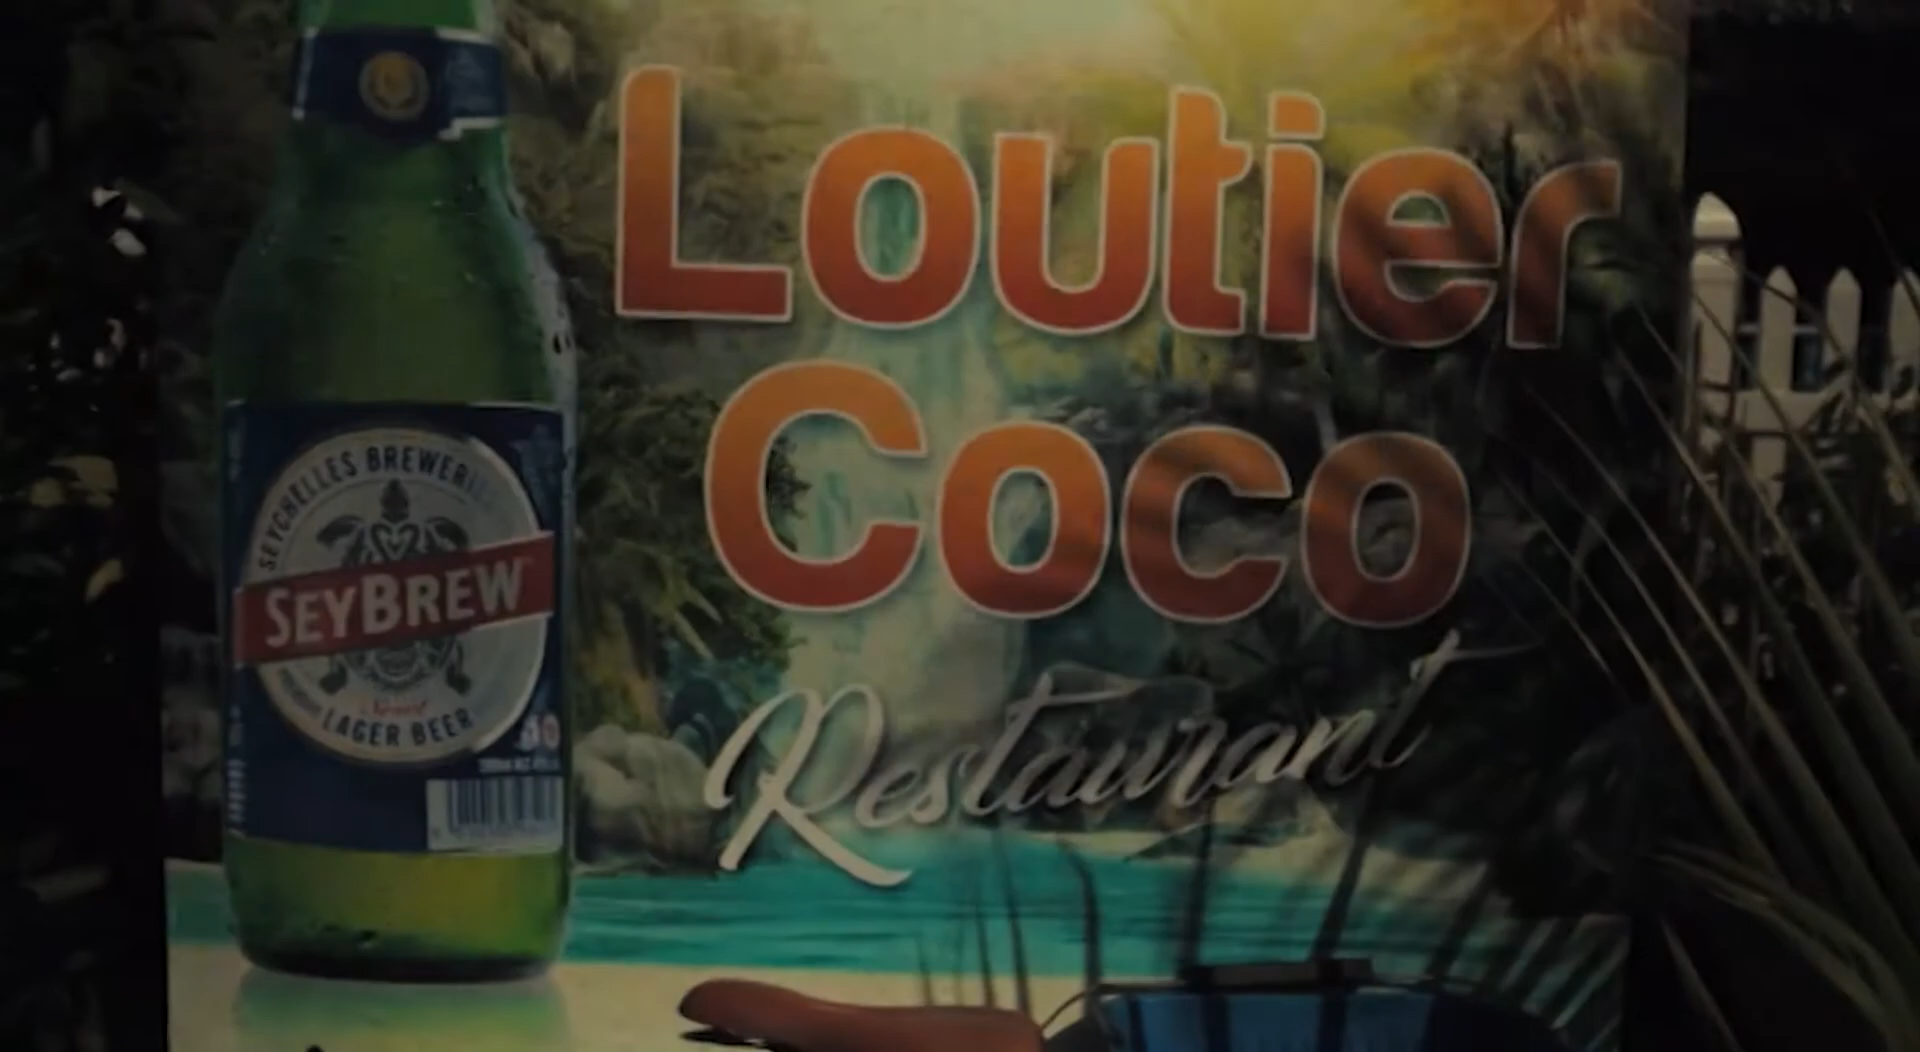 SEYCHELLES BREWERIES
SEYBREW
LAGER BEER
Loutier
Coco
Restaurant